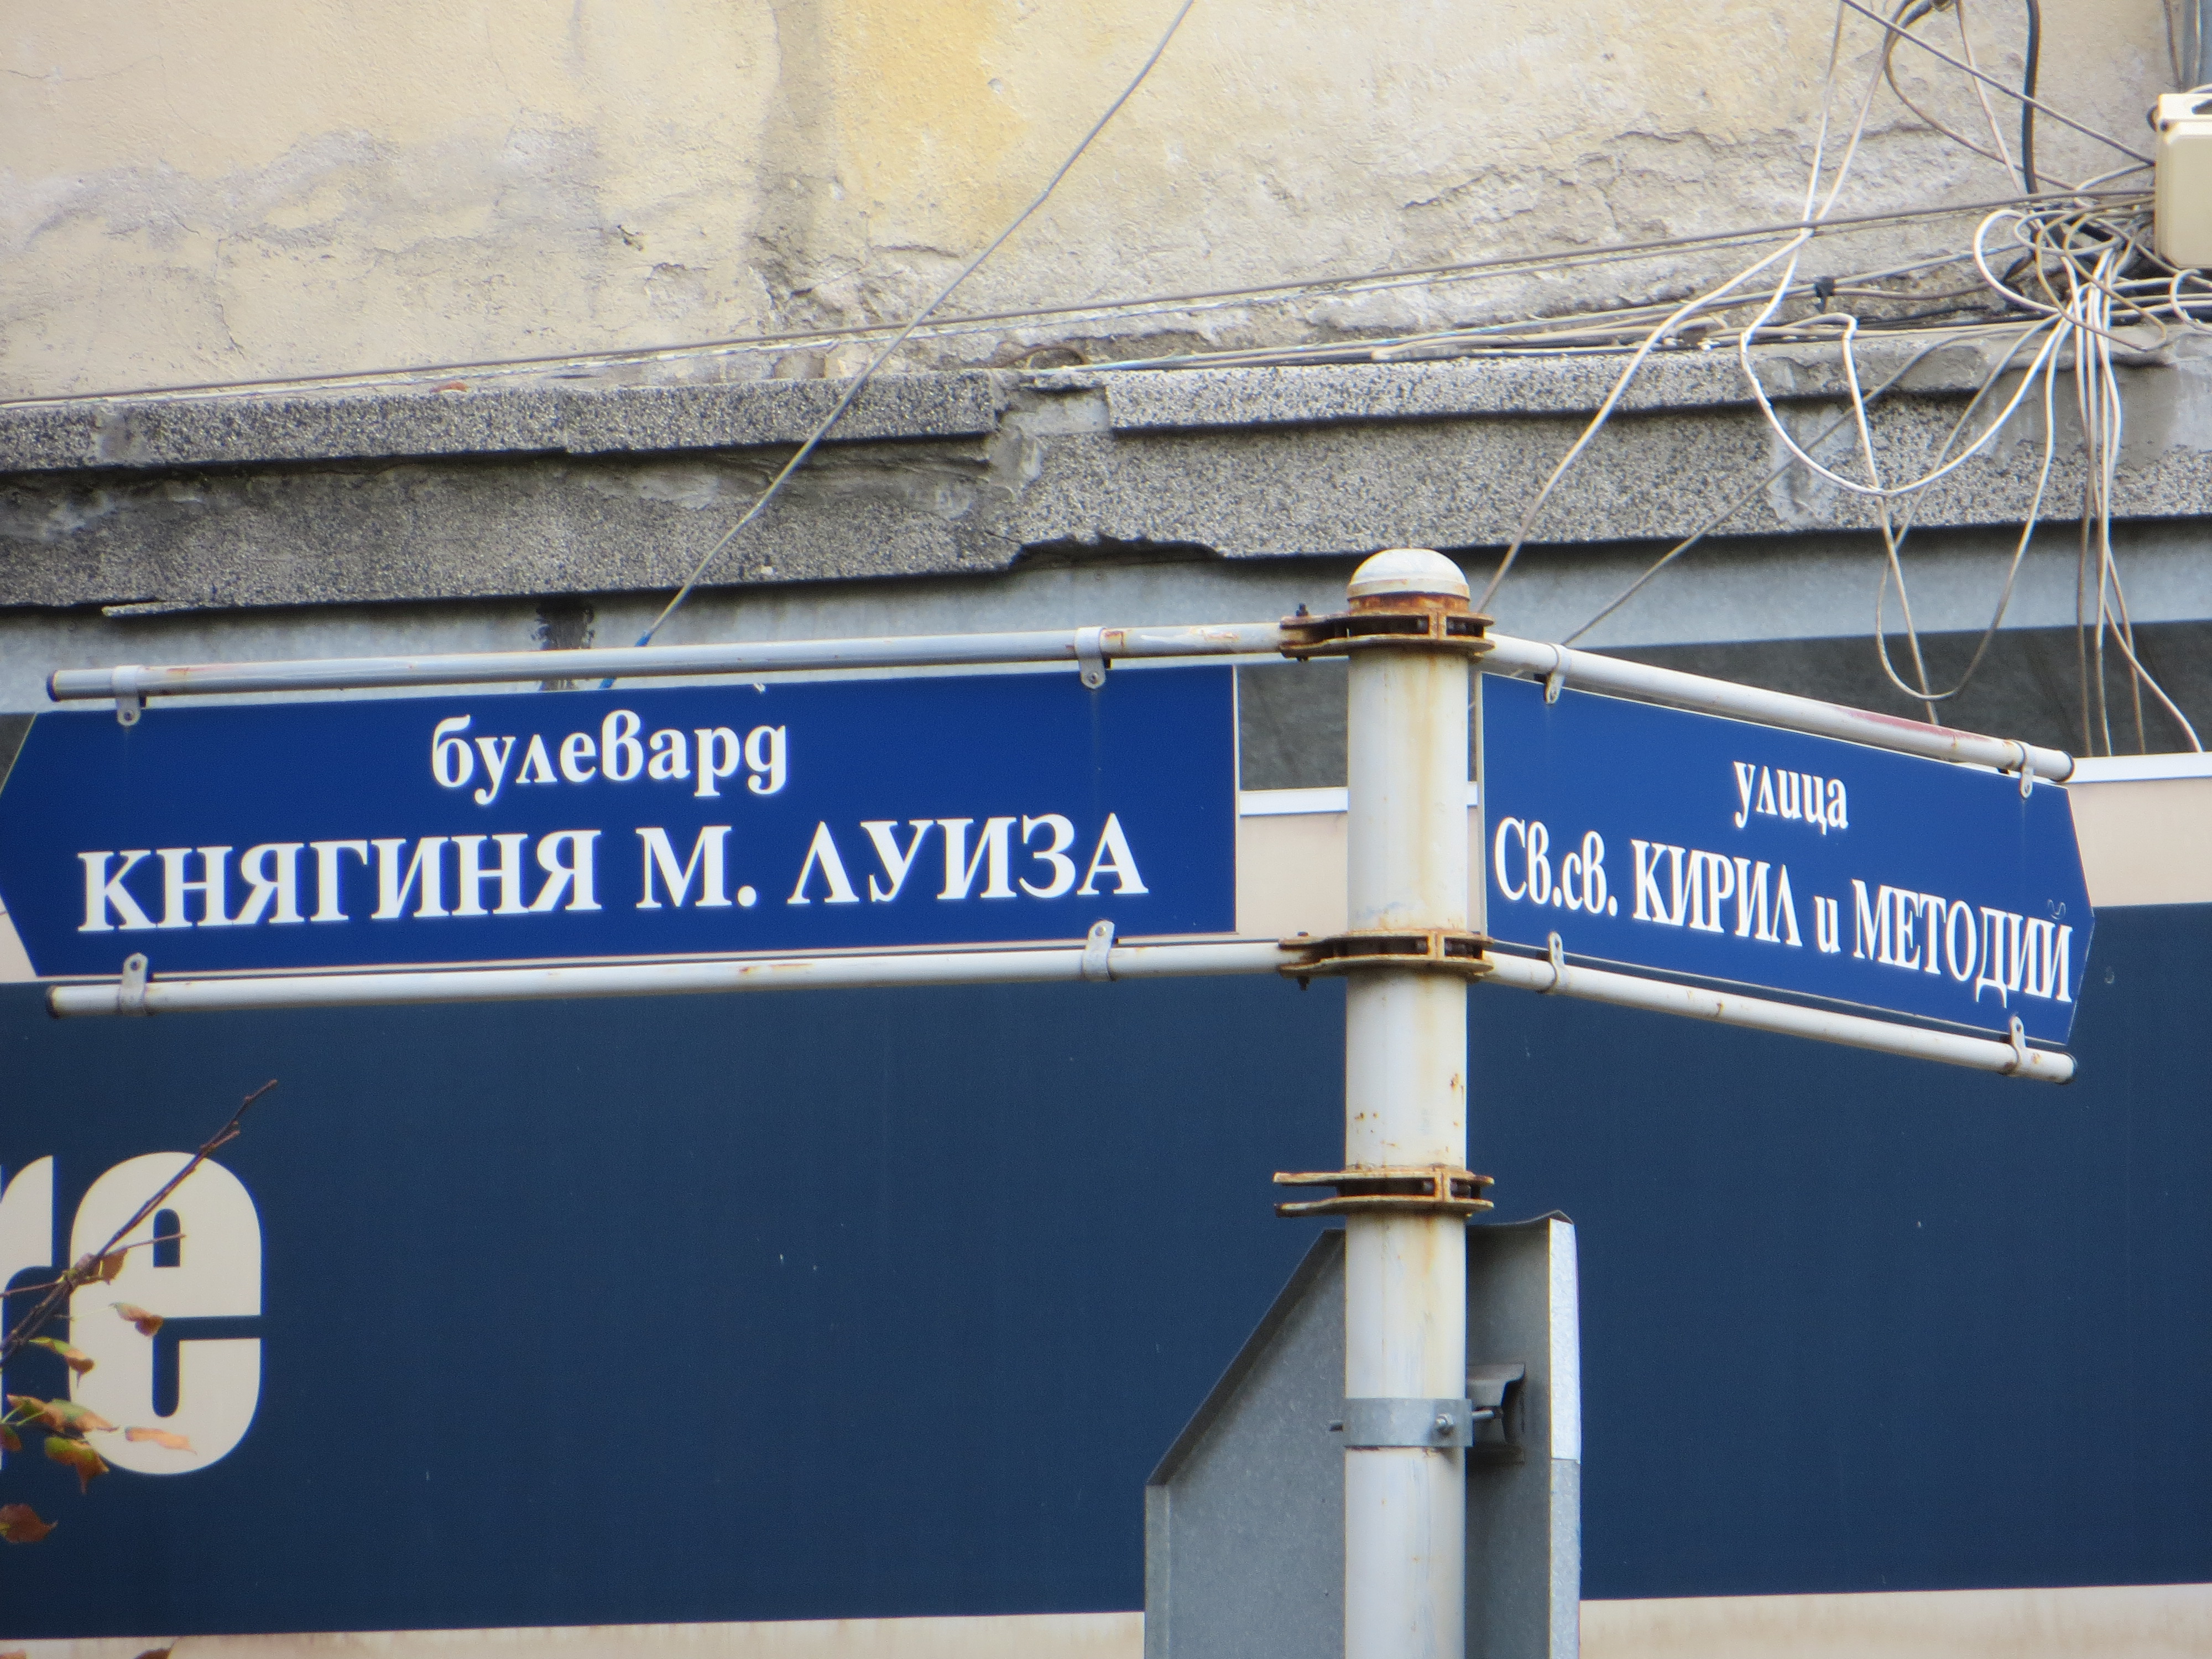 булевард
КНЯГИНЯ М. ЛУИЗА
улица
Св.св. КИРИЛ и МЕТОДИЙ
re